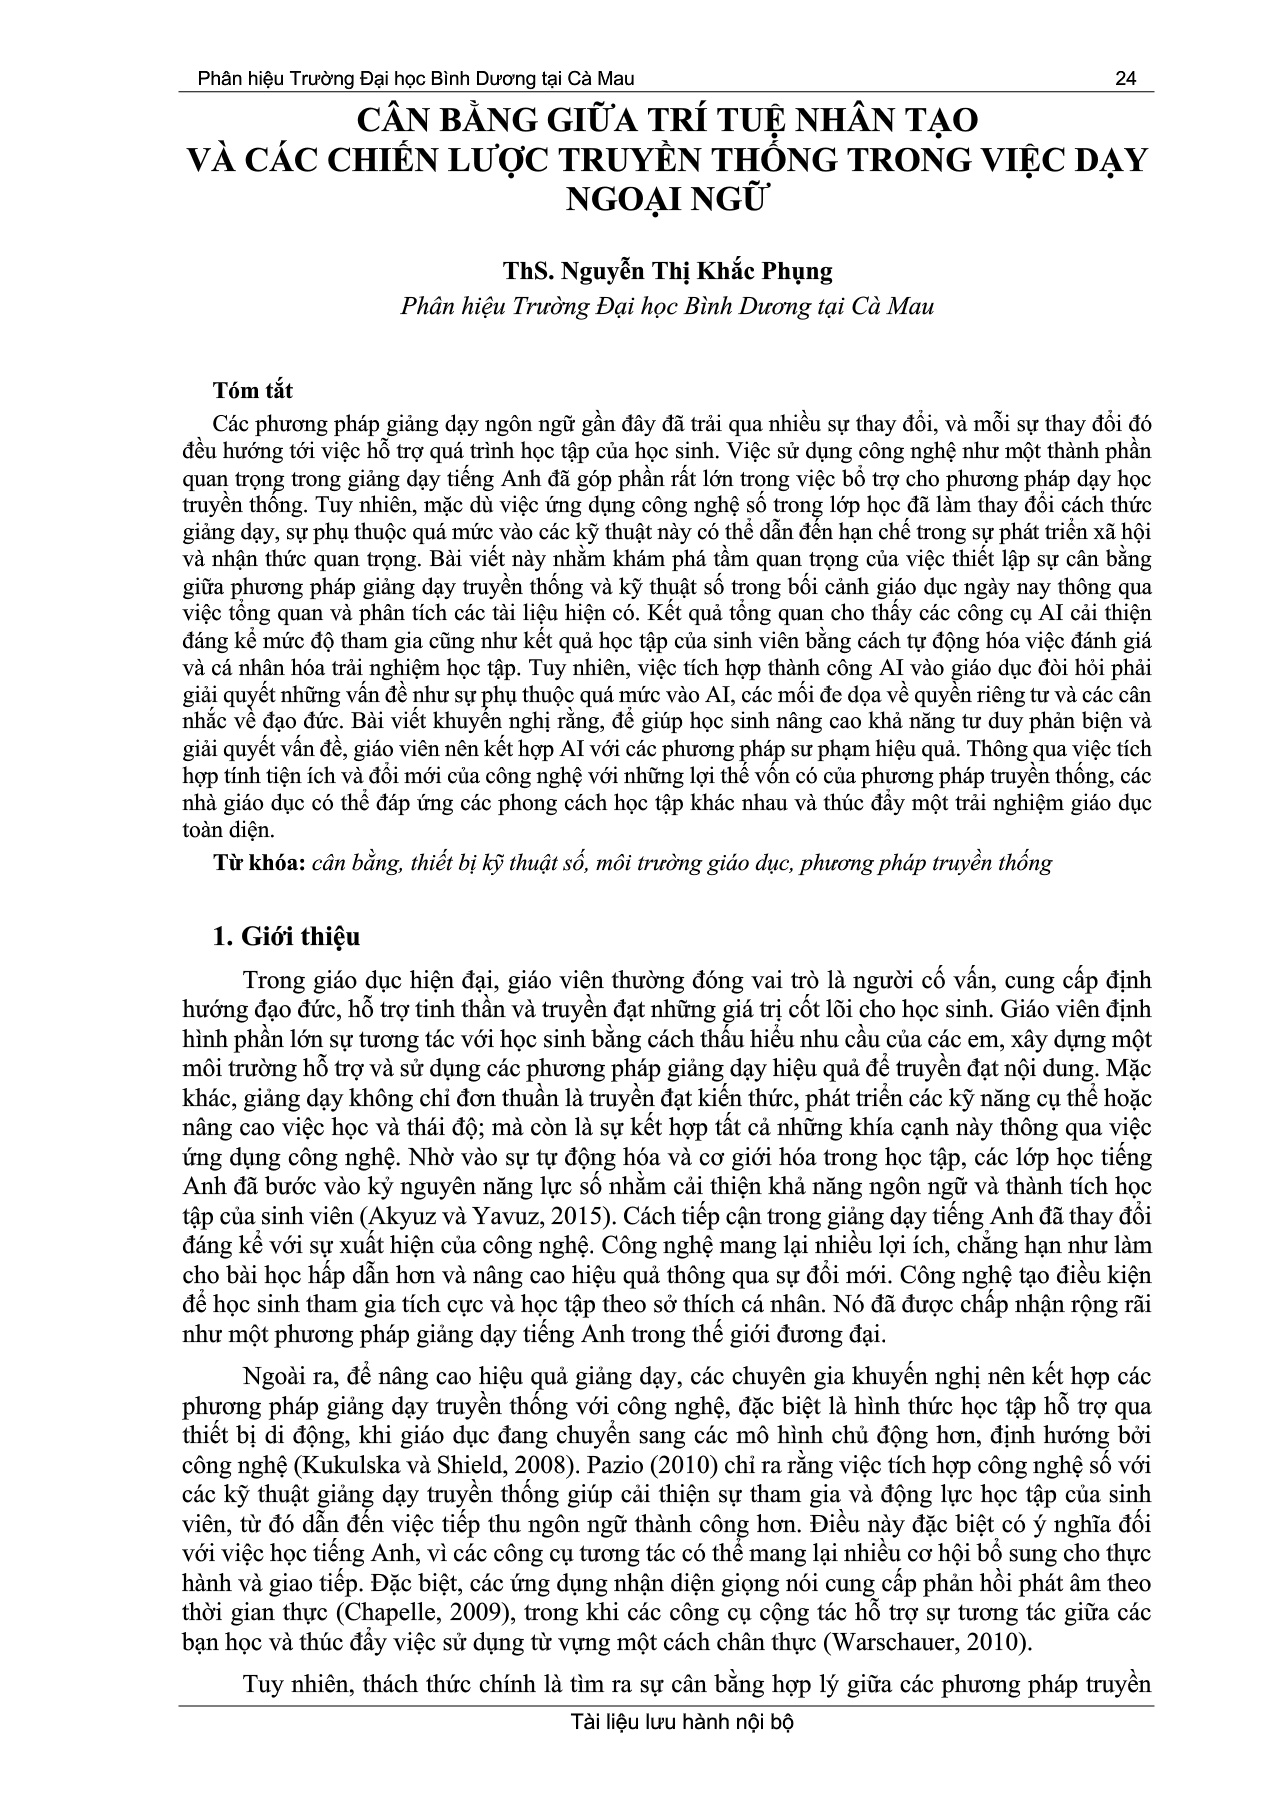 Phân hiệu Trường Đại học Bình Dương tại Cà Mau 24
CÂN BẰNG GIỮA TRÍ TUỆ NHÂN TẠO
VÀ CÁC CHIẾN LƯỢC TRUYỀN THỐNG TRONG VIỆC DẠY
NGOẠI NGỮ
ThS. Nguyễn Thị Khắc Phụng
Phân hiệu Trường Đại học Bình Dương tại Cà Mau
Tóm tắt
Các phương pháp giảng dạy ngôn ngữ gần đây đã trải qua nhiều sự thay đổi, và mỗi sự thay đổi đó
đều hướng tới việc hỗ trợ quá trình học tập của học sinh. Việc sử dụng công nghệ như một thành phần
quan trọng trong giảng dạy tiếng Anh đã góp phần rất lớn trong việc bổ trợ cho phương pháp dạy học
truyền thống. Tuy nhiên, mặc dù việc ứng dụng công nghệ số trong lớp học đã làm thay đổi cách thức
giảng dạy, sự phụ thuộc quá mức vào các kỹ thuật này có thể dẫn đến hạn chế trong sự phát triển xã hội
và nhận thức quan trọng. Bài viết này nhằm khám phá tầm quan trọng của việc thiết lập sự cân bằng
giữa phương pháp giảng dạy truyền thống và kỹ thuật số trong bối cảnh giáo dục ngày nay thông qua
việc tổng quan và phân tích các tài liệu hiện có. Kết quả tổng quan cho thấy các công cụ AI cải thiện
đáng kể mức độ tham gia cũng như kết quả học tập của sinh viên bằng cách tự động hóa việc đánh giá
và cá nhân hóa trải nghiệm học tập. Tuy nhiên, việc tích hợp thành công AI vào giáo dục đòi hỏi phải
giải quyết những vấn đề như sự phụ thuộc quá mức vào AI, các mối đe dọa về quyền riêng tư và các cân
nhắc về đạo đức. Bài viết khuyến nghị rằng, để giúp học sinh nâng cao khả năng tư duy phản biện và
giải quyết vấn đề, giáo viên nên kết hợp AI với các phương pháp sư phạm hiệu quả. Thông qua việc tích
hợp tính tiện ích và đổi mới của công nghệ với những lợi thế vốn có của phương pháp truyền thống, các
nhà giáo dục có thể đáp ứng các phong cách học tập khác nhau và thúc đẩy một trải nghiệm giáo dục
toàn diện.
Từ khóa: cân bằng, thiết bị kỹ thuật số, môi trường giáo dục, phương pháp truyền thống
1. Giới thiệu
Trong giáo dục hiện đại, giáo viên thường đóng vai trò là người cố vấn, cung cấp định
hướng đạo đức, hỗ trợ tinh thần và truyền đạt những giá trị cốt lõi cho học sinh. Giáo viên định
hình phần lớn sự tương tác với học sinh bằng cách thấu hiểu nhu cầu của các em, xây dựng một
môi trường hỗ trợ và sử dụng các phương pháp giảng dạy hiệu quả để truyền đạt nội dung. Mặc
khác, giảng dạy không chỉ đơn thuần là truyền đạt kiến thức, phát triển các kỹ năng cụ thể hoặc
nâng cao việc học và thái độ; mà còn là sự kết hợp tất cả những khía cạnh này thông qua việc
ứng dụng công nghệ. Nhờ vào sự tự động hóa và cơ giới hóa trong học tập, các lớp học tiếng
Anh đã bước vào kỷ nguyên năng lực số nhằm cải thiện khả năng ngôn ngữ và thành tích học
tập của sinh viên (Akyuz và Yavuz, 2015). Cách tiếp cận trong giảng dạy tiếng Anh đã thay đổi
đáng kể với sự xuất hiện của công nghệ. Công nghệ mang lại nhiều lợi ích, chẳng hạn như làm
cho bài học hấp dẫn hơn và nâng cao hiệu quả thông qua sự đổi mới. Công nghệ tạo điều kiện
để học sinh tham gia tích cực và học tập theo sở thích cá nhân. Nó đã được chấp nhận rộng rãi
như một phương pháp giảng dạy tiếng Anh trong thế giới đương đại.
Ngoài ra, để nâng cao hiệu quả giảng dạy, các chuyên gia khuyến nghị nên kết hợp các
phương pháp giảng dạy truyền thống với công nghệ, đặc biệt là hình thức học tập hỗ trợ qua
thiết bị di động, khi giáo dục đang chuyển sang các mô hình chủ động hơn, định hướng bởi
công nghệ (Kukulska và Shield, 2008). Pazio (2010) chỉ ra rằng việc tích hợp công nghệ số với
các kỹ thuật giảng dạy truyền thống giúp cải thiện sự tham gia và động lực học tập của sinh
viên, từ đó dẫn đến việc tiếp thu ngôn ngữ thành công hơn. Điều này đặc biệt có ý nghĩa đối
với việc học tiếng Anh, vì các công cụ tương tác có thể mang lại nhiều cơ hội bổ sung cho thực
hành và giao tiếp. Đặc biệt, các ứng dụng nhận diện giọng nói cung cấp phản hồi phát âm theo
thời gian thực (Chapelle, 2009), trong khi các công cụ cộng tác hỗ trợ sự tương tác giữa các
bạn học và thúc đẩy việc sử dụng từ vựng một cách chân thực (Warschauer, 2010).
Tuy nhiên, thách thức chính là tìm ra sự cân bằng hợp lý giữa các phương pháp truyền
Tài liệu lưu hành nội bộ